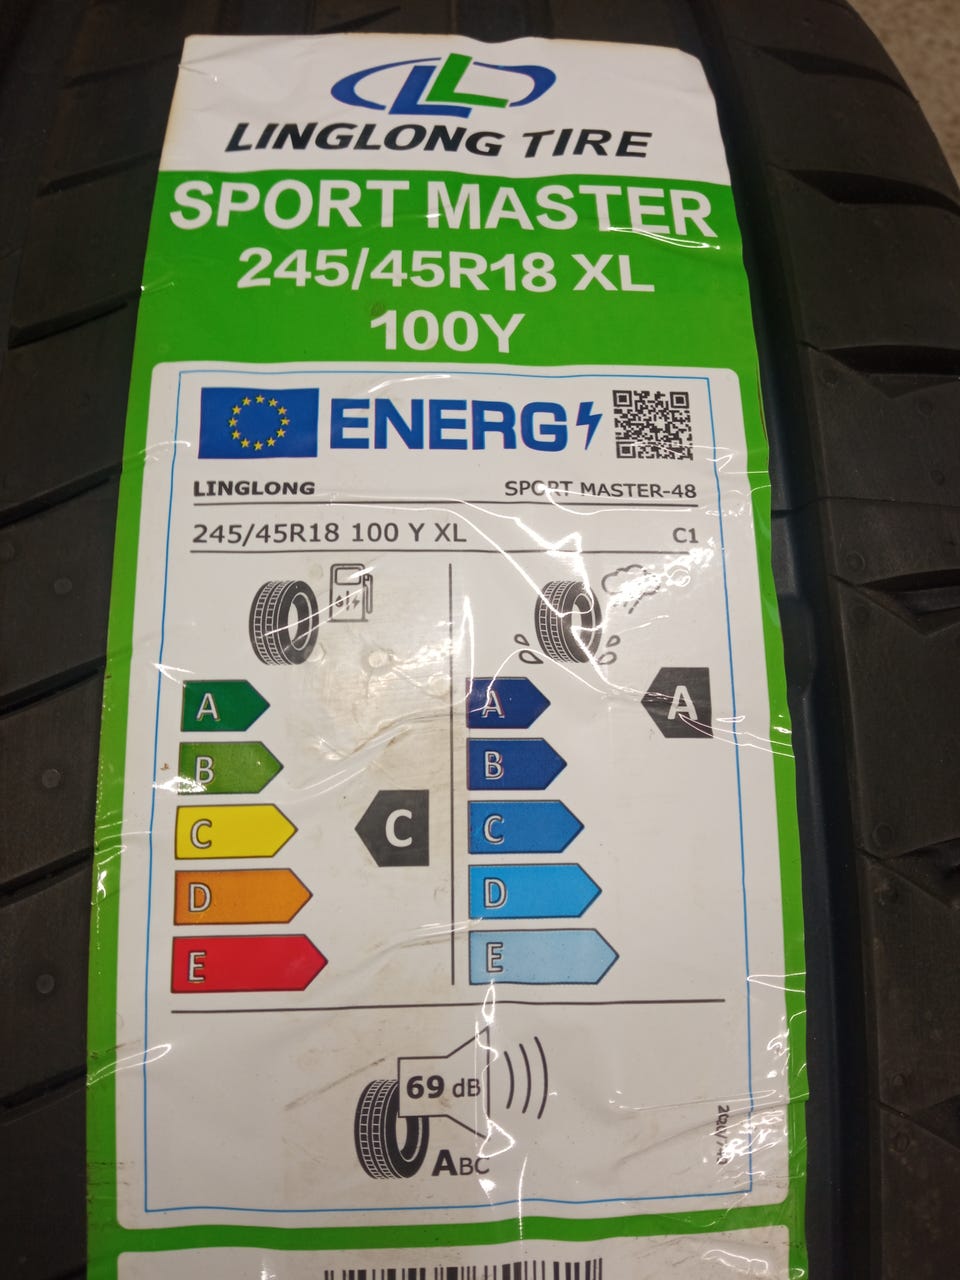 LINGLONG TIRE
SPORT MASTER
245/45R18 XL
100Y
ENERG
LINGLONG SPORT MASTER-48
245/45R18 100 Y XL C1
A A A
B B
C C C
D D
E E
69 dB
ABC